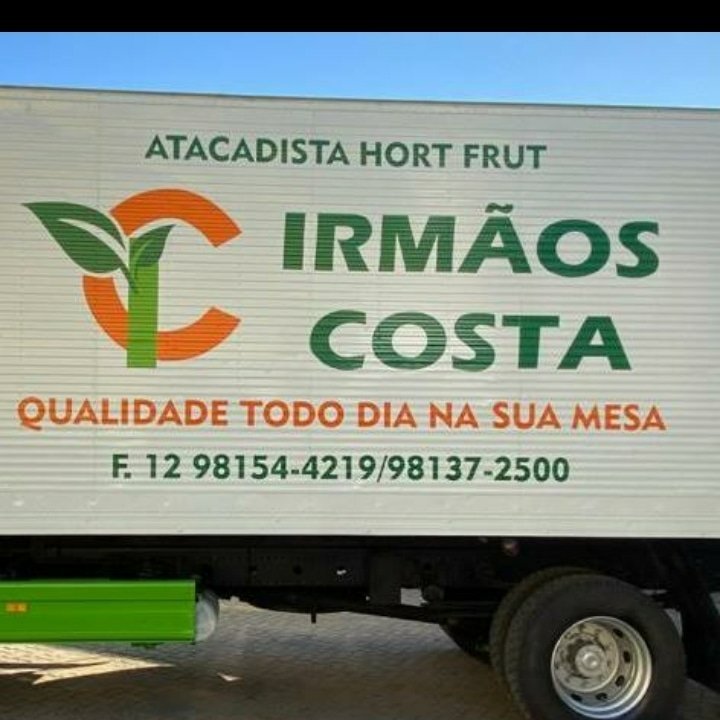 ATACADISTA HORT FRUT
IRMÃOS
COSTA
QUALIDADE TODO DIA NA SUA MESA
F. 12 98154-4219/98137-2500